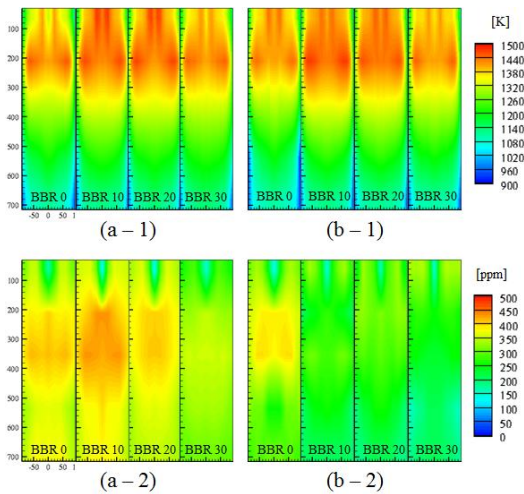 [K]
100
200
300
400
500
600
700
BBR 0
BBR 10
BBR 20
BBR 30
BBR 0
BBR 10
BBR 20
BBR 30
-50 0 50 1
1500
1440
1380
1320
1260
1200
1140
1080
1020
960
900
(a – 1)
(b – 1)
[ppm]
100
200
300
400
500
600
700
BBR 0
BBR 10
BBR 20
BBR 30
BBR 0
BBR 10
BBR 20
BBR 30
-50 0 50 1
500
450
400
350
300
250
200
150
100
50
0
(a – 2)
(b – 2)